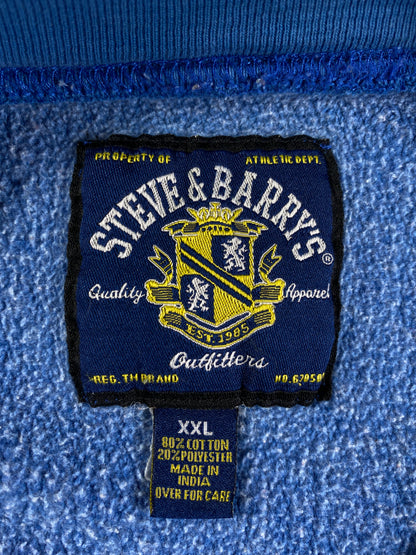 PROPERTY OF ATHLETIC DEPT.
STEVE & BARRY'S®
Quality Apparel
EST. 1985
Outfitters
REG. TM BRAND
XXL
80% COTTON
20% POLYESTER
MADE IN
INDIA
OVER FOR CARE